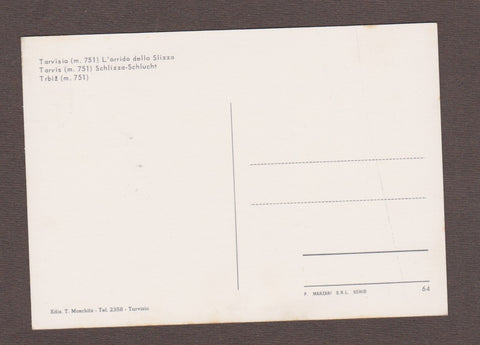 Tarvisio (m. 751) L'orrido dello Slizza
Tarvis (m. 751) Schlizza-Schlucht
Trbiž (m. 751)
Ediz. T. Moschitz - Tel. 2358 - Tarvisio
P. MARZARI S.R.L. SCHIO
64